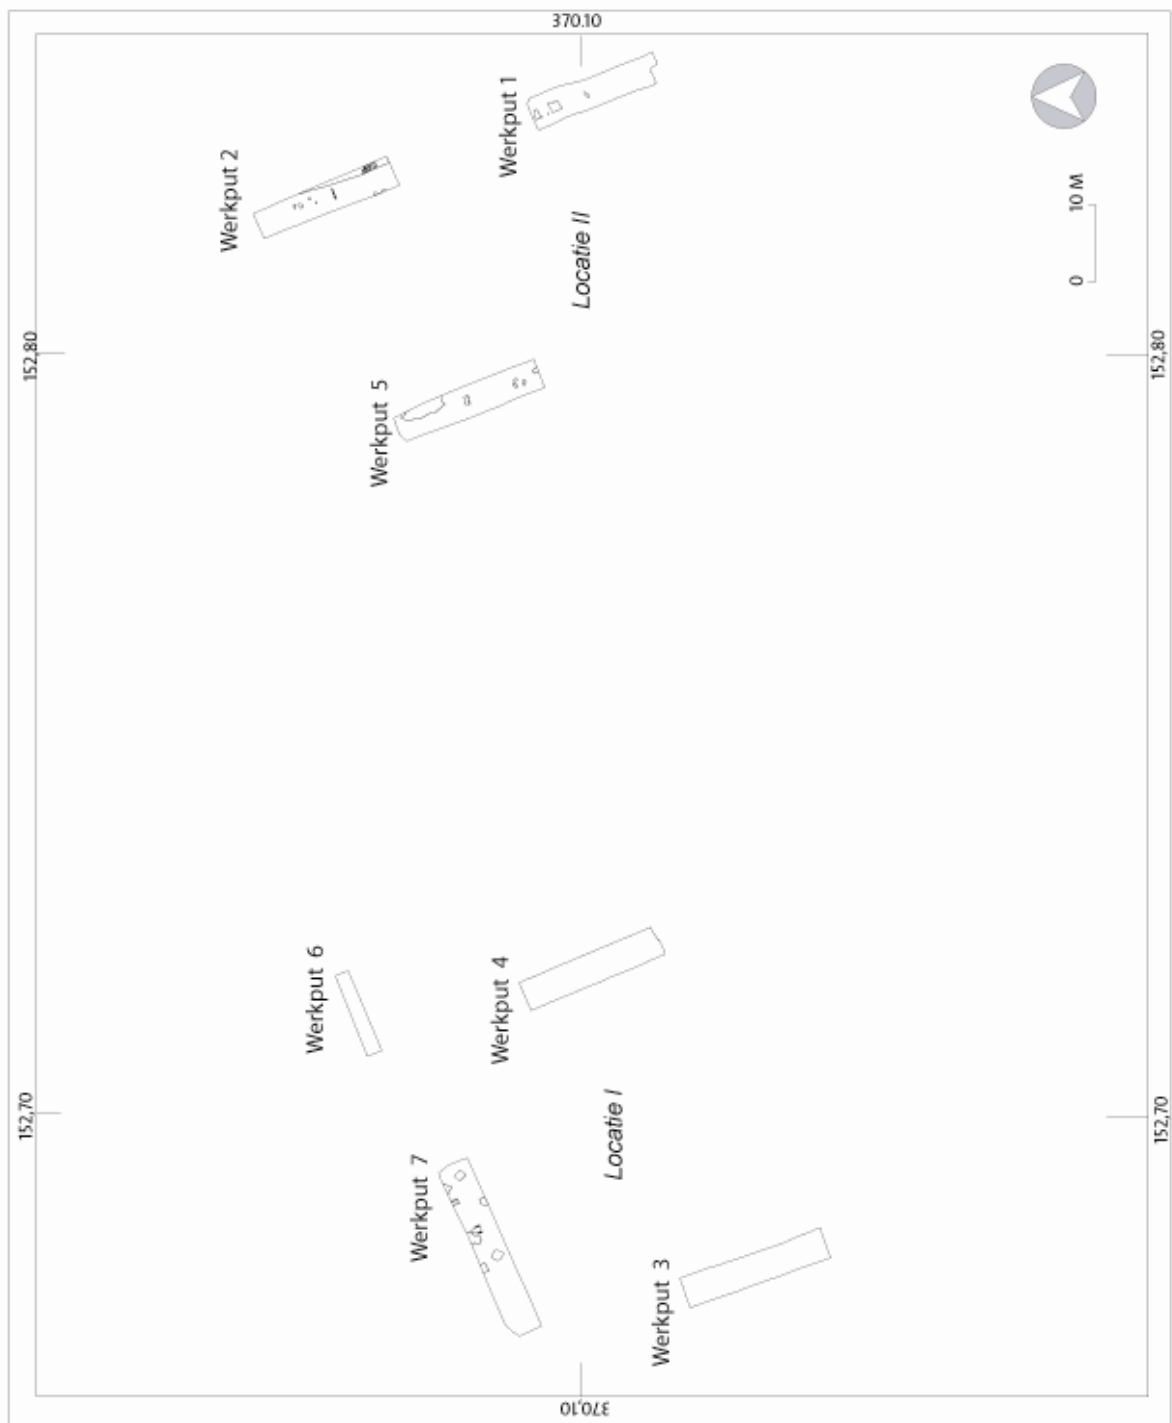 370.10
Werkput 1
Werkput 2
Locatie II
10 M
0
152,80
152,80
Werkput 5
Werkput 6
Werkput 4
152,70
152,70
Locatie I
Werkput 7
Werkput 3
370,10